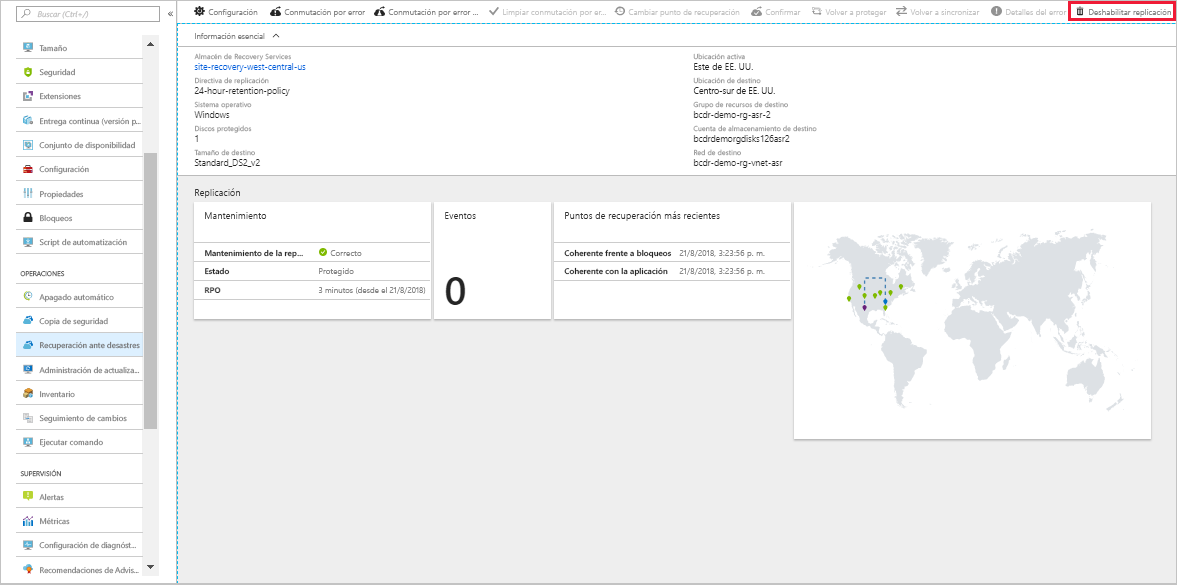 Buscar (Ctrl+/)
«
Tamaño
Seguridad
Extensiones
Entrega continua (versión p...
Conjunto de disponibilidad
Configuración
Propiedades
Bloqueos
Script de automatización
OPERACIONES
Apagado automático
Copia de seguridad
Recuperación ante desastres
Administración de actualiza...
Inventario
Seguimiento de cambios
Ejecutar comando
SUPERVISIÓN
Alertas
Métricas
Configuración de diagnóst...
Recomendaciones de Advis...
Configuración
Conmutación por error
Conmutación por error ...
Limpiar conmutación por er...
Cambiar punto de recuperación
Confirmar
Volver a proteger
Volver a sincronizar
Detalles del error
Deshabilitar replicación
Información esencial
Almacén de Recovery Services
site-recovery-west-central-us
Directiva de replicación
24-hour-retention-policy
Sistema operativo
Windows
Discos protegidos
1
Tamaño de destino
Standard_DS2_v2
Ubicación activa
Este de EE. UU.
Ubicación de destino
Centro-sur de EE. UU.
Grupo de recursos de destino
bcdr-demo-rg-asr-2
Cuenta de almacenamiento de destino
bcdrdemorgdisks126asr2
Red de destino
bcdr-demo-rg-vnet-asr
Replicación
Mantenimiento
Mantenimiento de la rep... Correcto
Estado Protegido
RPO 3 minutos (desde el 21/8/2018)
Eventos
0
Puntos de recuperación más recientes
Coherente frente a bloqueos 21/8/2018, 3:23:56 p. m.
Coherente con la aplicación 21/8/2018, 3:23:56 p. m.